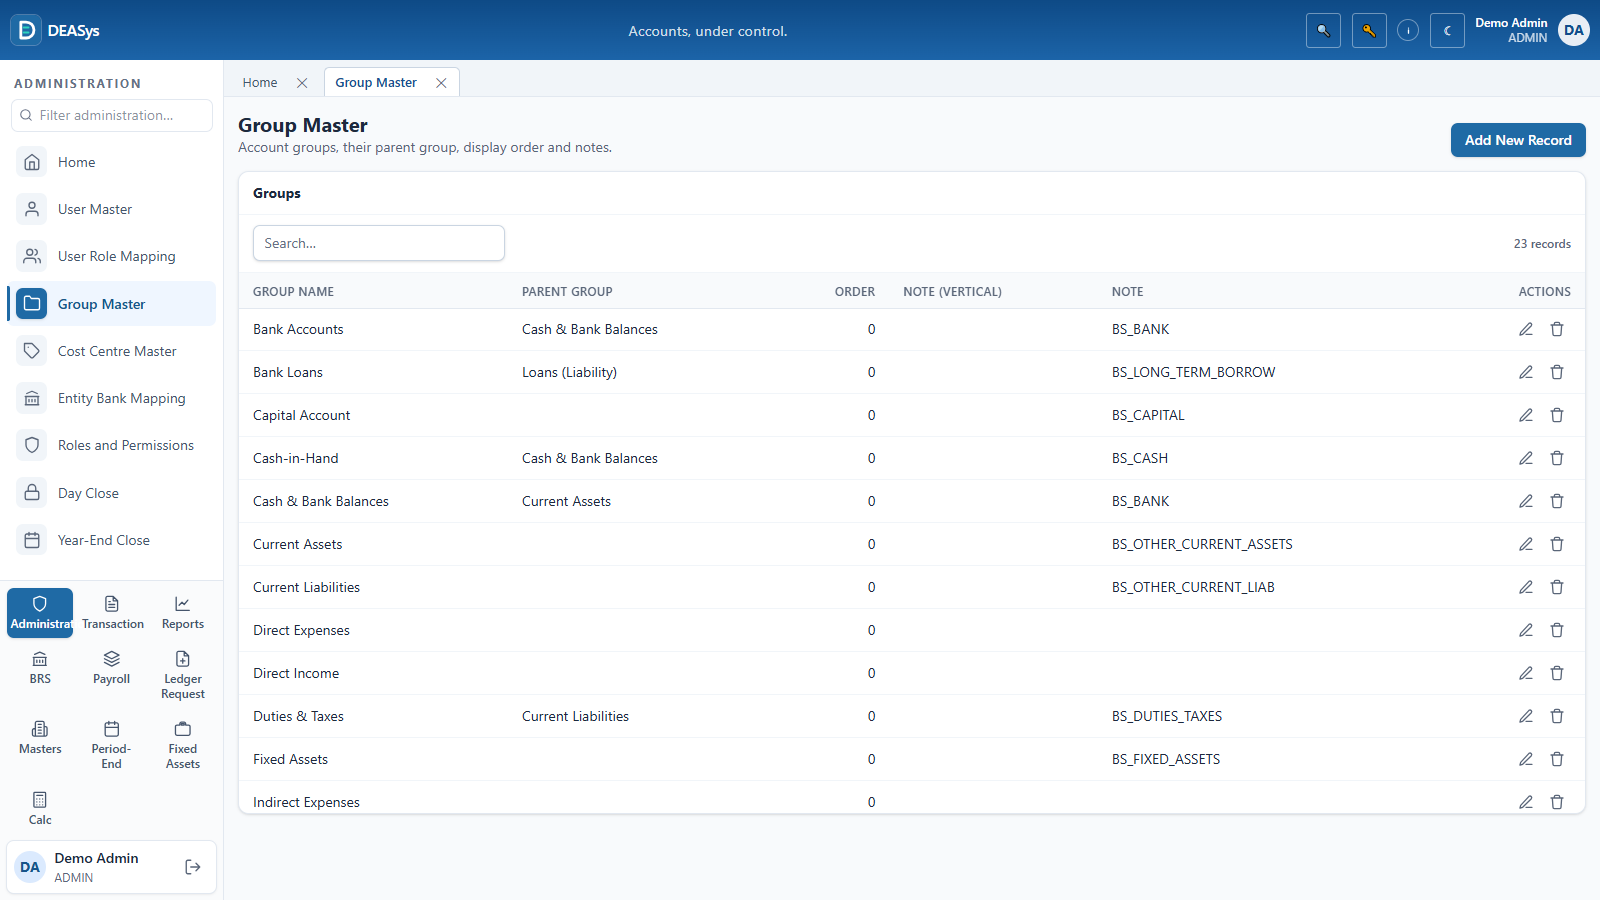 DEASys
Accounts, under control.
Demo Admin
ADMIN
DA
ADMINISTRATION
Filter administration...
Home
User Master
User Role Mapping
Group Master
Cost Centre Master
Entity Bank Mapping
Roles and Permissions
Day Close
Year-End Close
Administrat
Transaction
Reports
BRS
Payroll
Ledger Request
Masters
Period-End
Fixed Assets
Calc
DA
Demo Admin
ADMIN
Home
Group Master
Group Master
Account groups, their parent group, display order and notes.
Add New Record
Groups
Search...
23 records
GROUP NAME PARENT GROUP ORDER NOTE (VERTICAL) NOTE ACTIONS
Bank Accounts Cash & Bank Balances 0 BS_BANK
Bank Loans Loans (Liability) 0 BS_LONG_TERM_BORROW
Capital Account 0 BS_CAPITAL
Cash-in-Hand Cash & Bank Balances 0 BS_CASH
Cash & Bank Balances Current Assets 0 BS_BANK
Current Assets 0 BS_OTHER_CURRENT_ASSETS
Current Liabilities 0 BS_OTHER_CURRENT_LIAB
Direct Expenses 0
Direct Income 0
Duties & Taxes Current Liabilities 0 BS_DUTIES_TAXES
Fixed Assets 0 BS_FIXED_ASSETS
Indirect Expenses 0